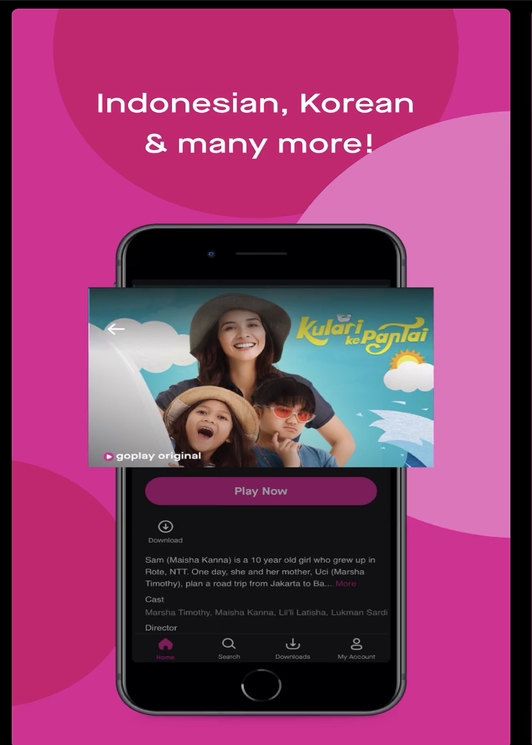 Indonesian, Korean
& many more!
Kulari
ke Pantai
goplay original
Play Now
Download
Sam (Maisha Kanna) is a 10 year old girl who grew up in
Rote, NTT. One day, she and her mother, Uci (Marsha
Timothy), plan a road trip from Jakarta to Ba... More
Cast
Marsha Timothy, Maisha Kanna, Lil'li Latisha, Lukman Sardi
Director
Home Search Downloads My Account